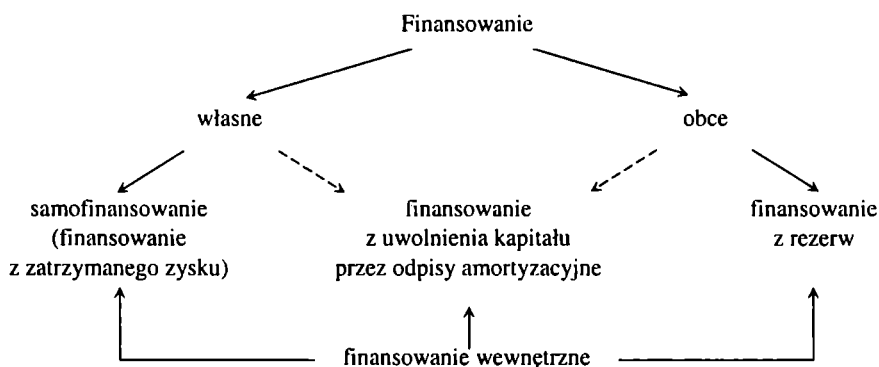 Finansowanie
własne
obce
samofinansowanie
(finansowanie
z zatrzymanego zysku)
finansowanie
z uwolnienia kapitału
przez odpisy amortyzacyjne
finansowanie
z rezerw
finansowanie wewnętrzne